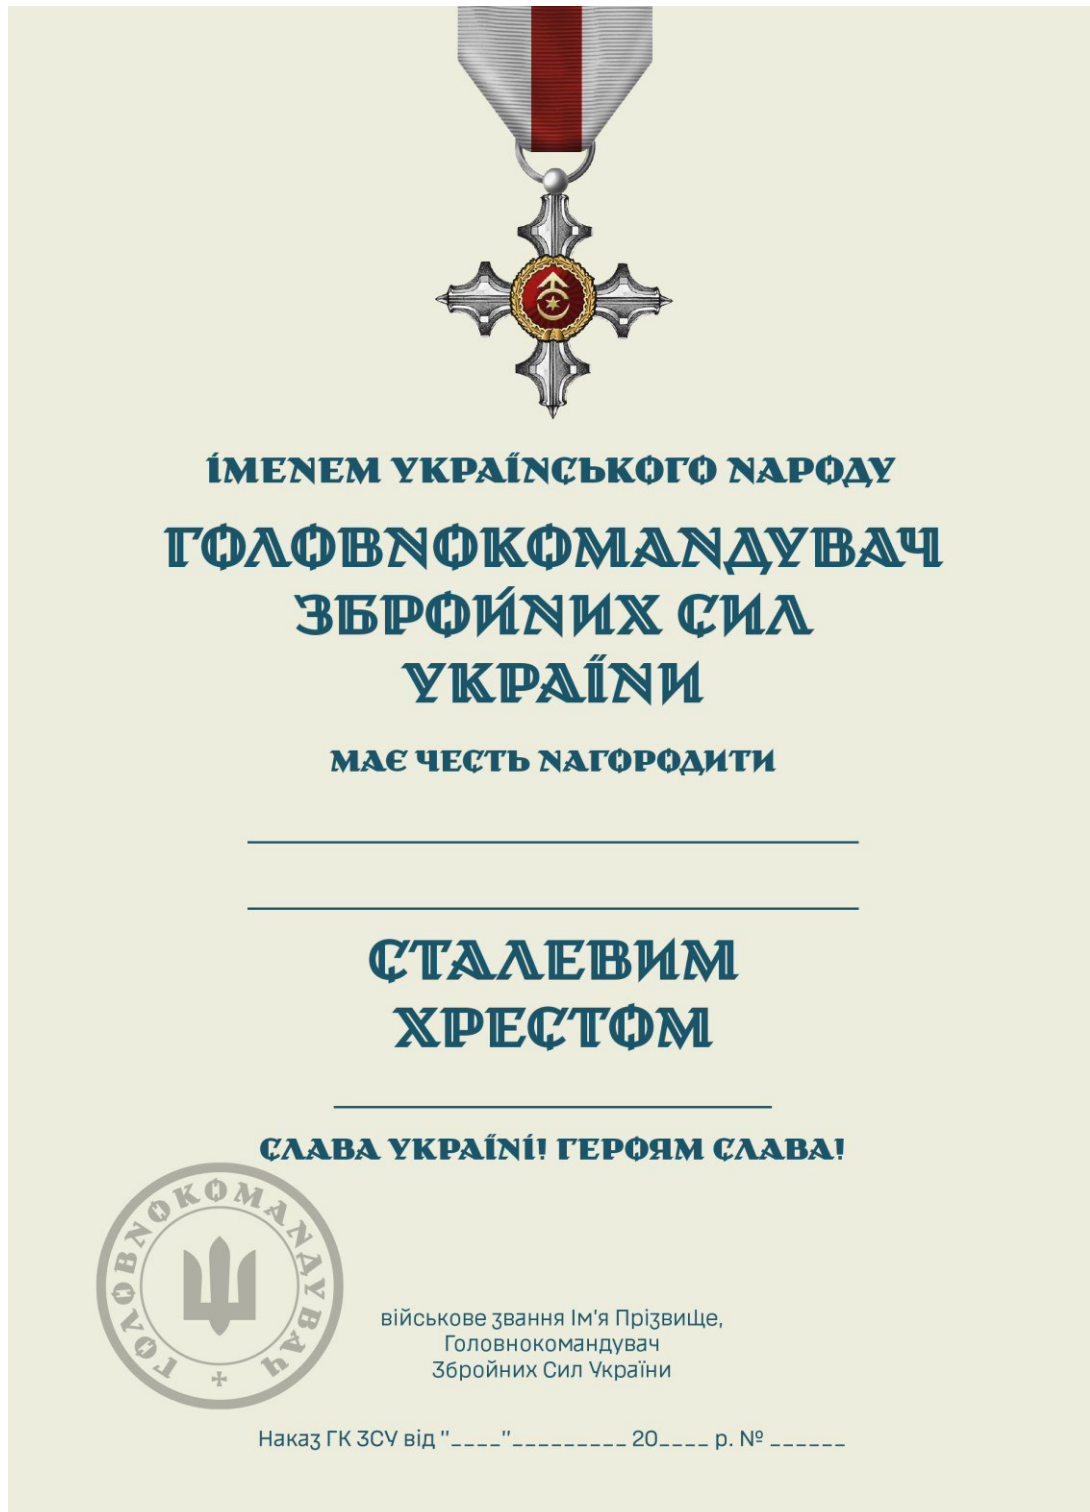 ІМЕНЕМ УКРАЇНСЬКОГО НАРОДУ
ГОЛОВНОКОМАНДУВАЧ
ЗБРОЙНИХ СИЛ
УКРАЇНИ
МАЄ ЧЕСТЬ НАГОРОДИТИ
СТАЛЕВИМ
ХРЕСТОМ
СЛАВА УКРАЇНІ! ГЕРОЯМ СЛАВА!
ГОЛОВНОКОМАНДУВАЧ
військове звання Ім'я Прізвище,
Головнокомандувач
Збройних Сил України
Наказ ГК ЗСУ від "____"_________ 20____ р. № ______